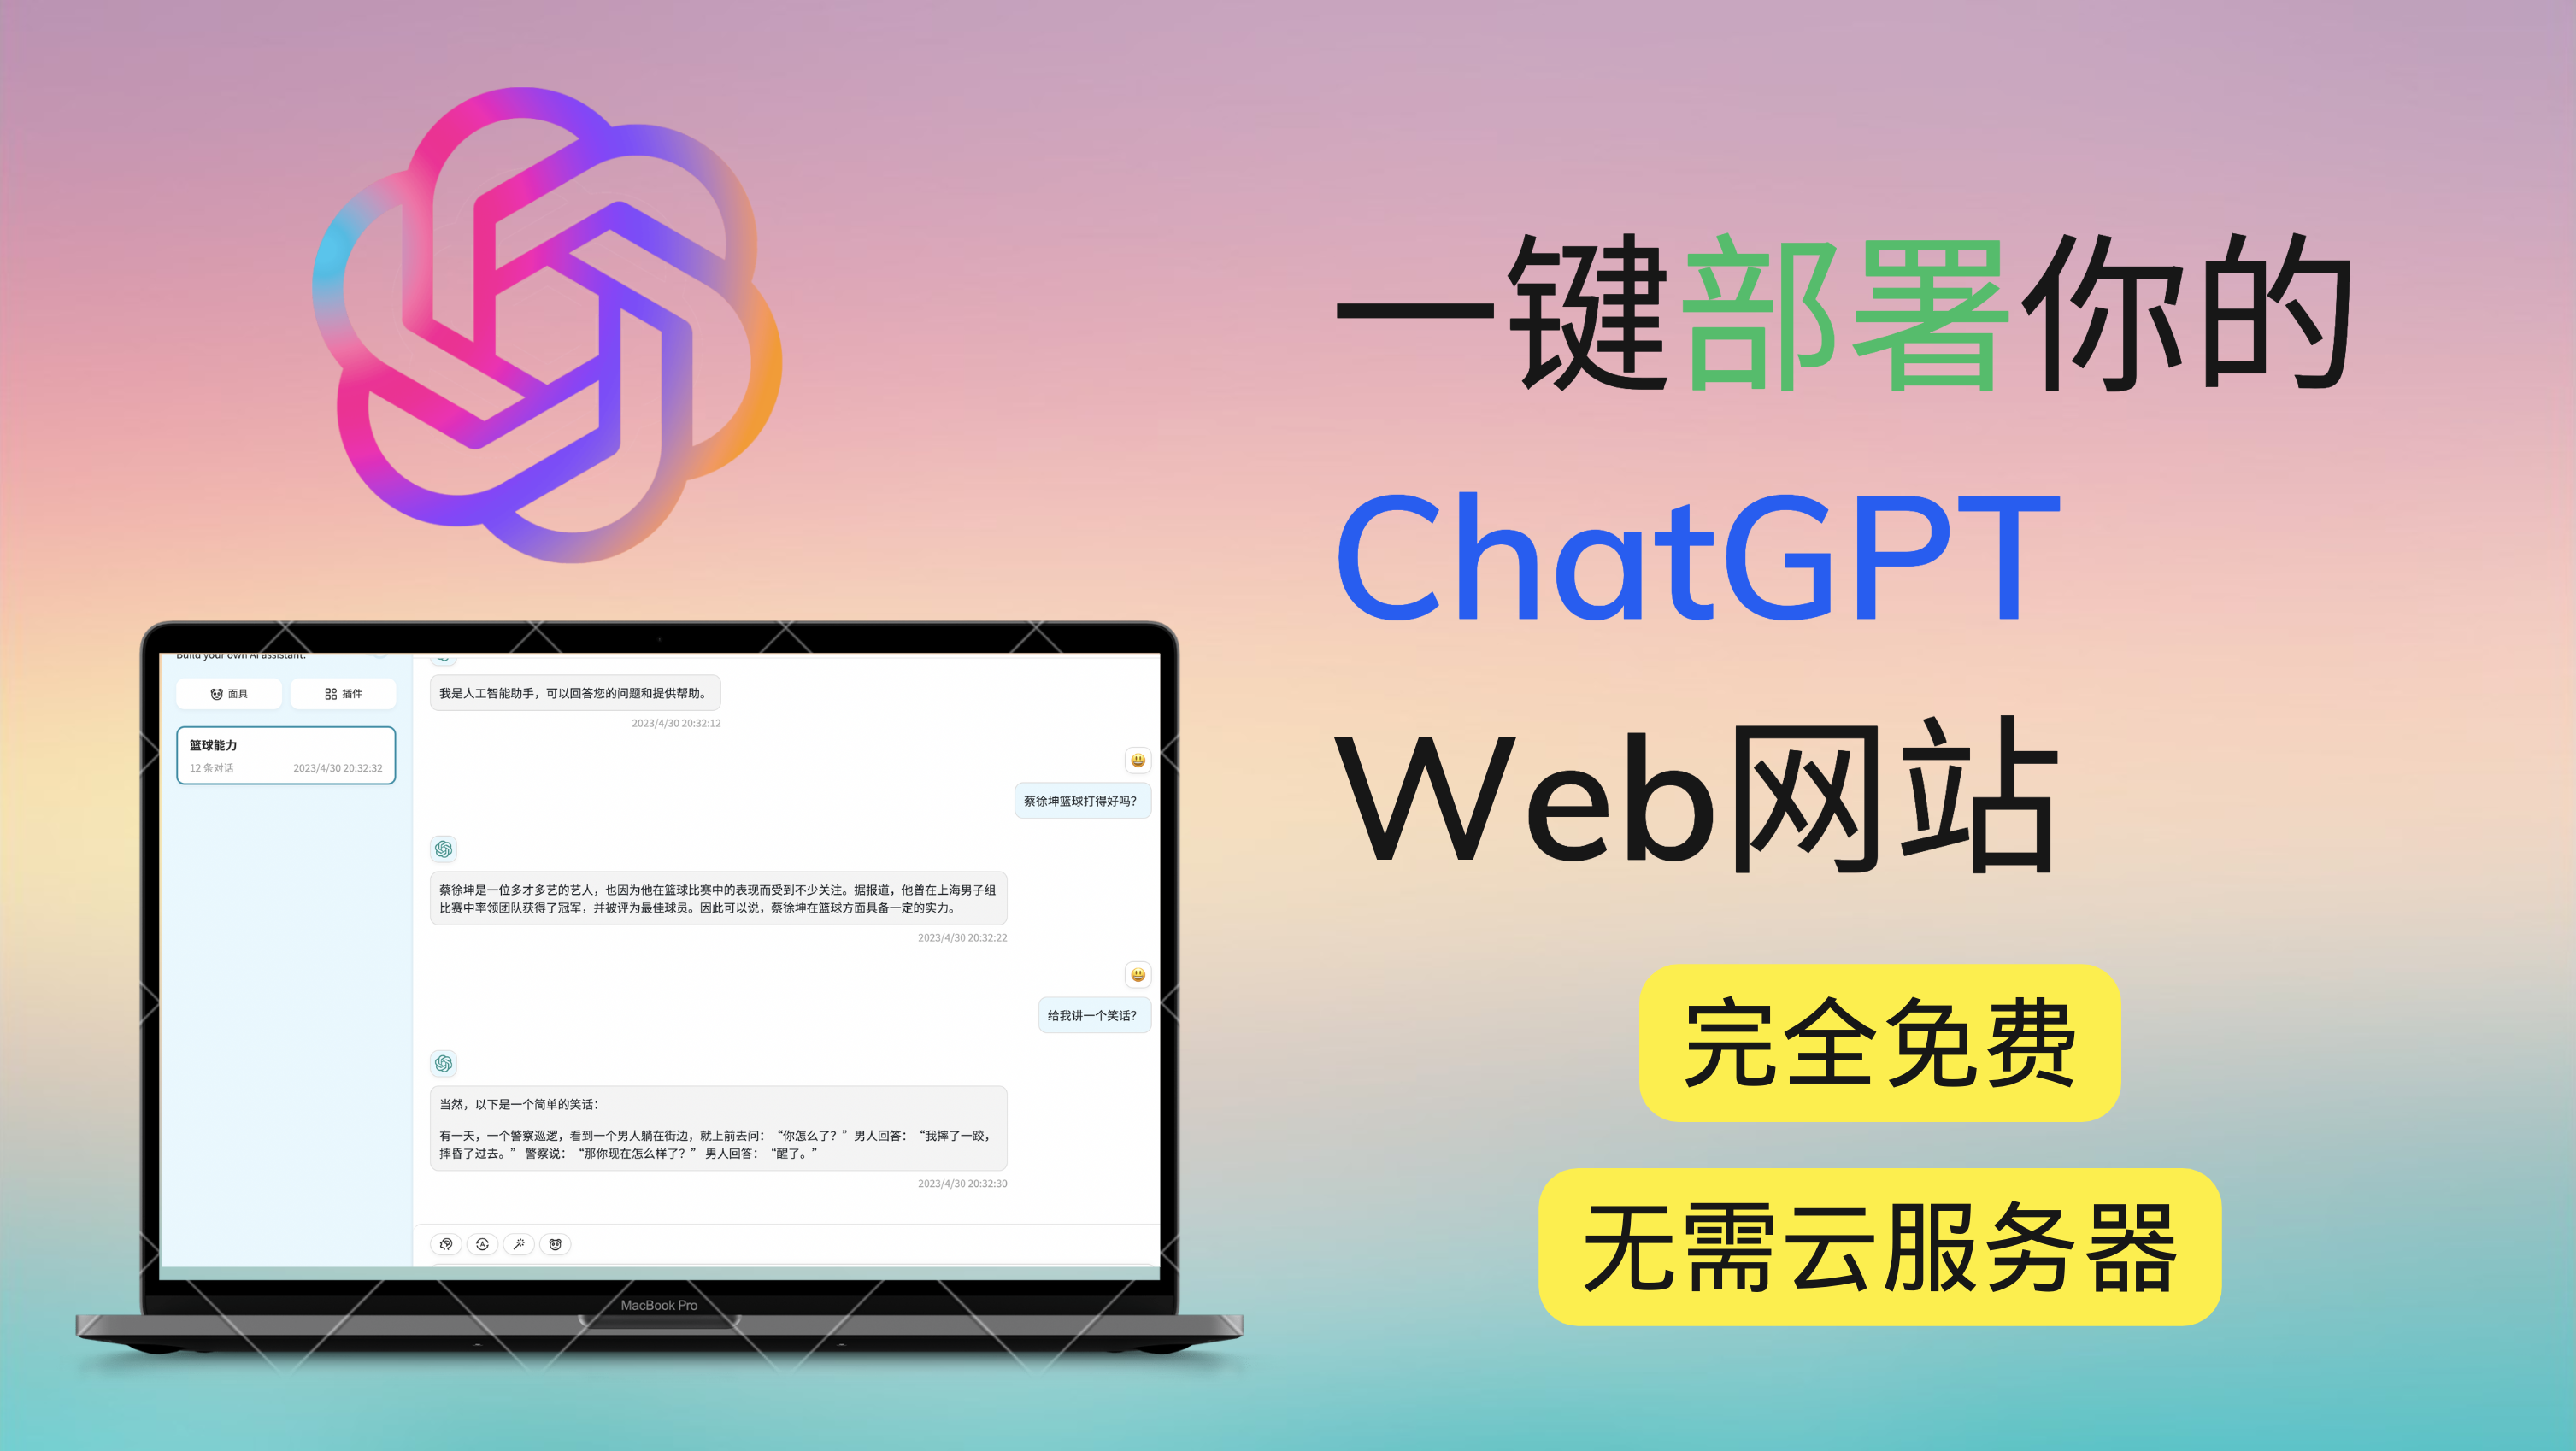 一键部署你的
ChatGPT
Web网站
完全免费
无需云服务器
Build your own AI assistant.
面具
插件
篮球能力
12 条对话
2023/4/30 20:32:32
我是人工智能助手，可以回答您的问题和提供帮助。
2023/4/30 20:32:12
蔡徐坤篮球打得好吗？
蔡徐坤是一位多才多艺的艺人，也因为他在篮球比赛中的表现而受到不少关注。据报道，他曾在上海男子组
比赛中率领团队获得了冠军，并被评为最佳球员。因此可以说，蔡徐坤在篮球方面具备一定的实力。
2023/4/30 20:32:22
给我讲一个笑话？
当然，以下是一个简单的笑话：
有一天，一个警察巡逻，看到一个男人躺在街边，就上前去问：“你怎么了？”男人回答：“我摔了一跤，
摔昏了过去。” 警察说：“那你现在怎么样了？” 男人回答：“醒了。”
2023/4/30 20:32:30
MacBook Pro